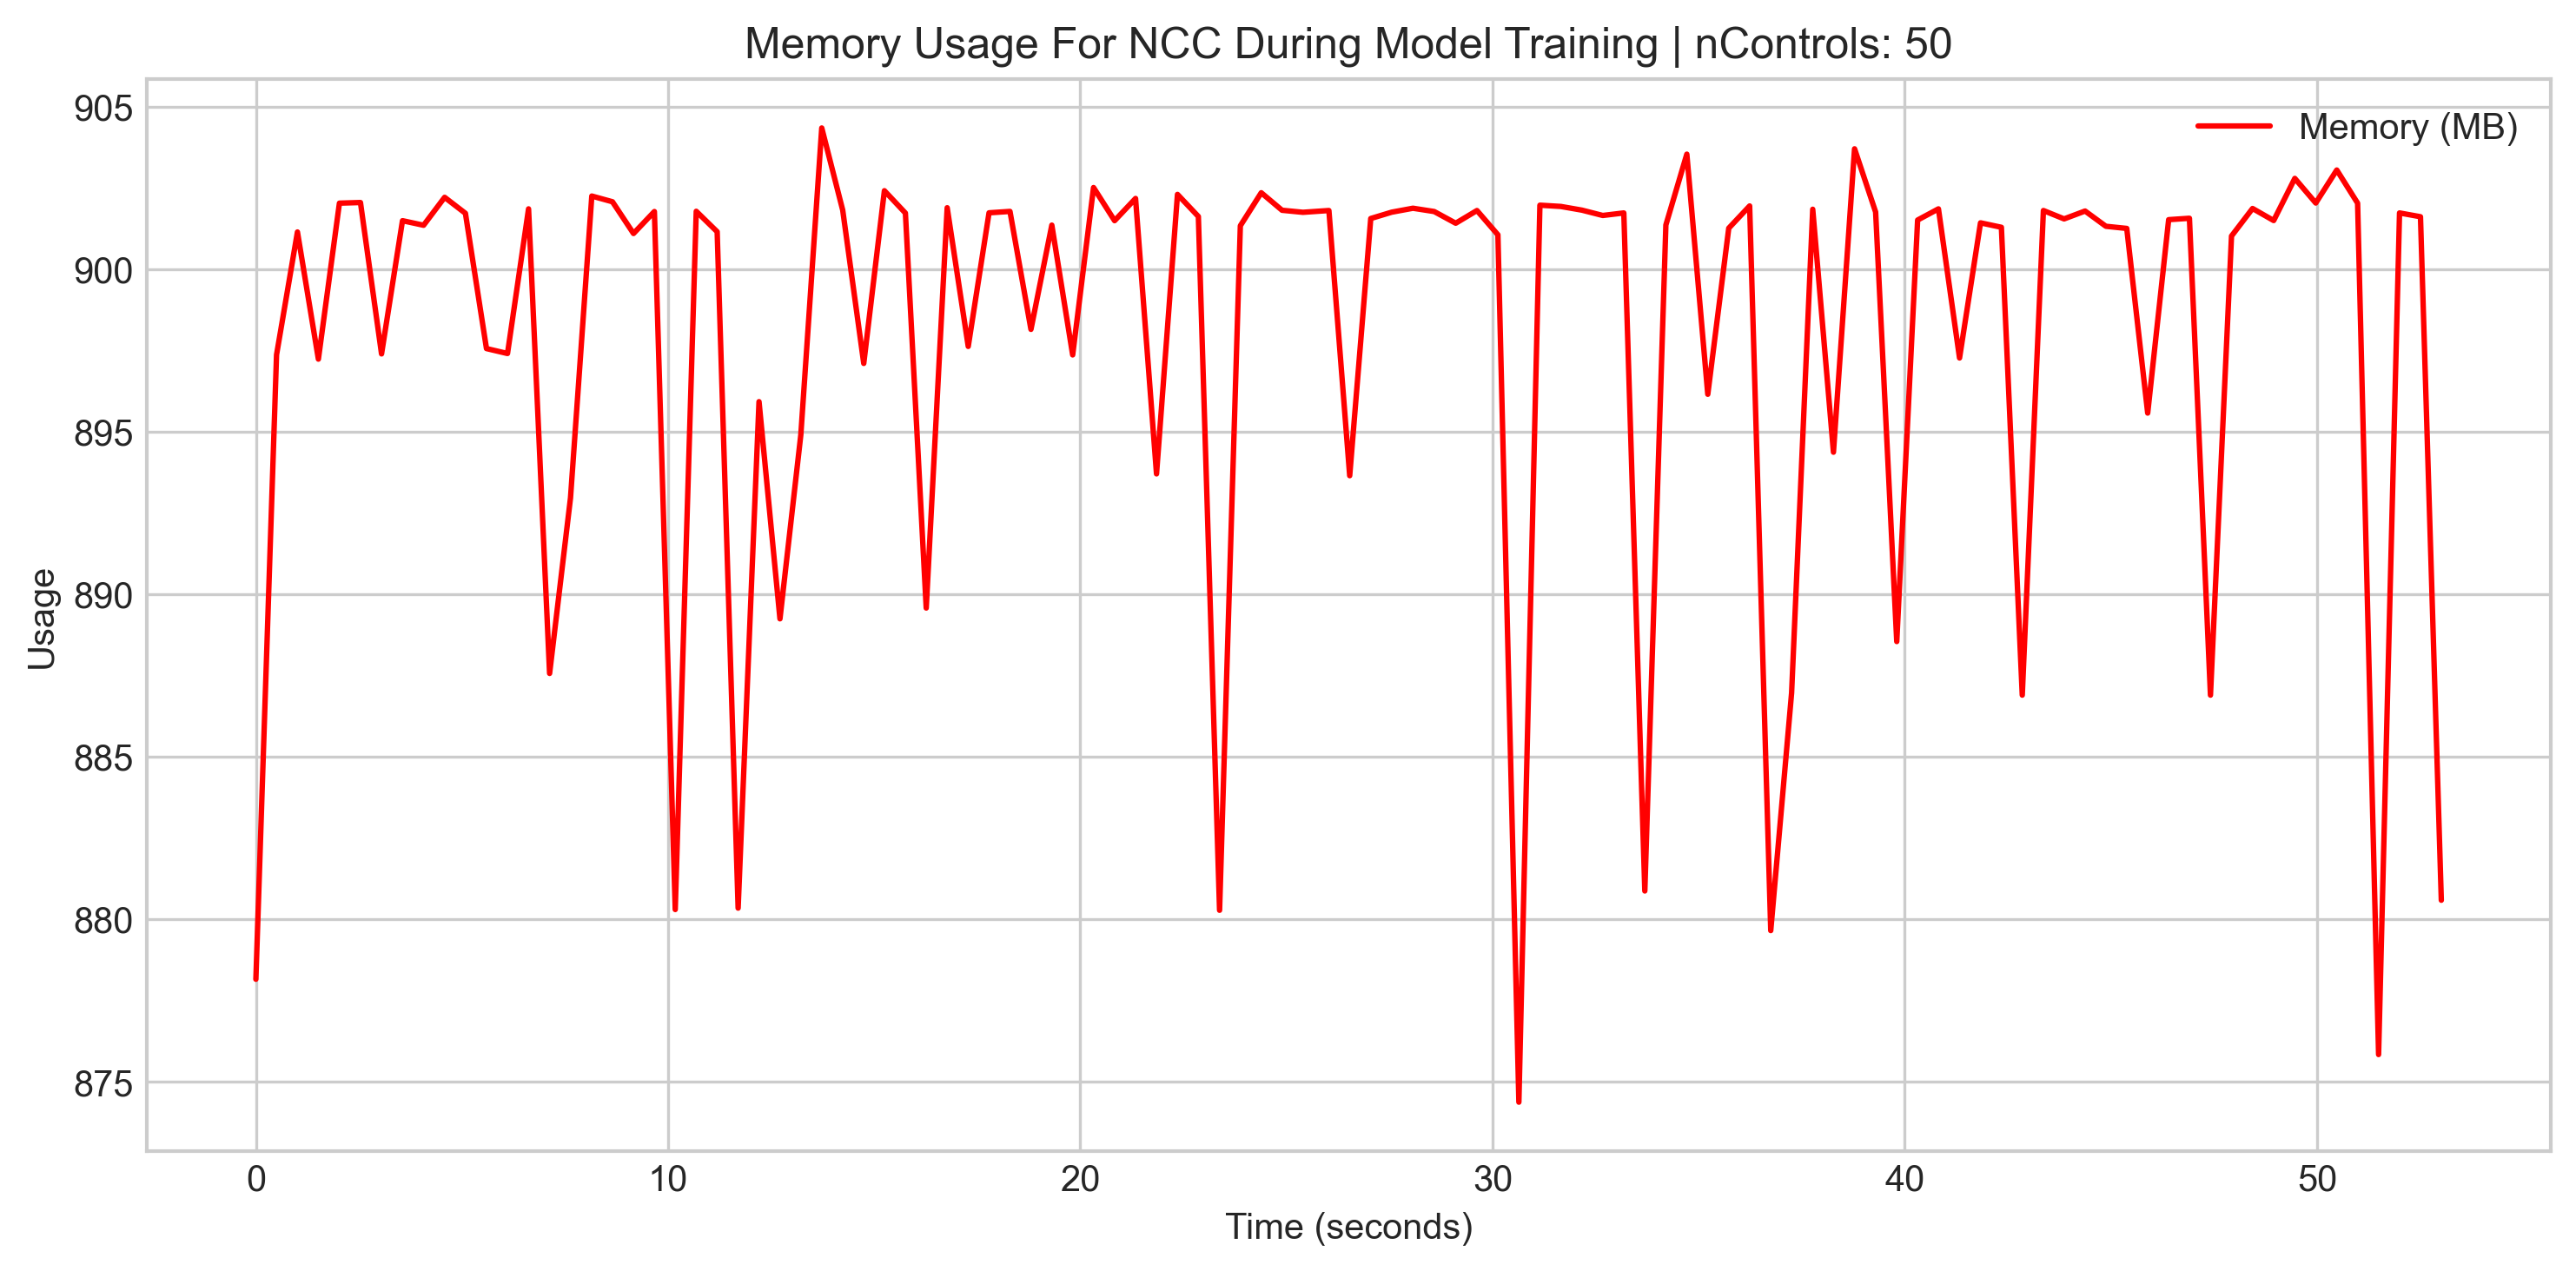 Memory Usage For NCC During Model Training | nControls: 50
Memory (MB)
Usage
905
900
895
890
885
880
875
0 10 20 30 40 50
Time (seconds)